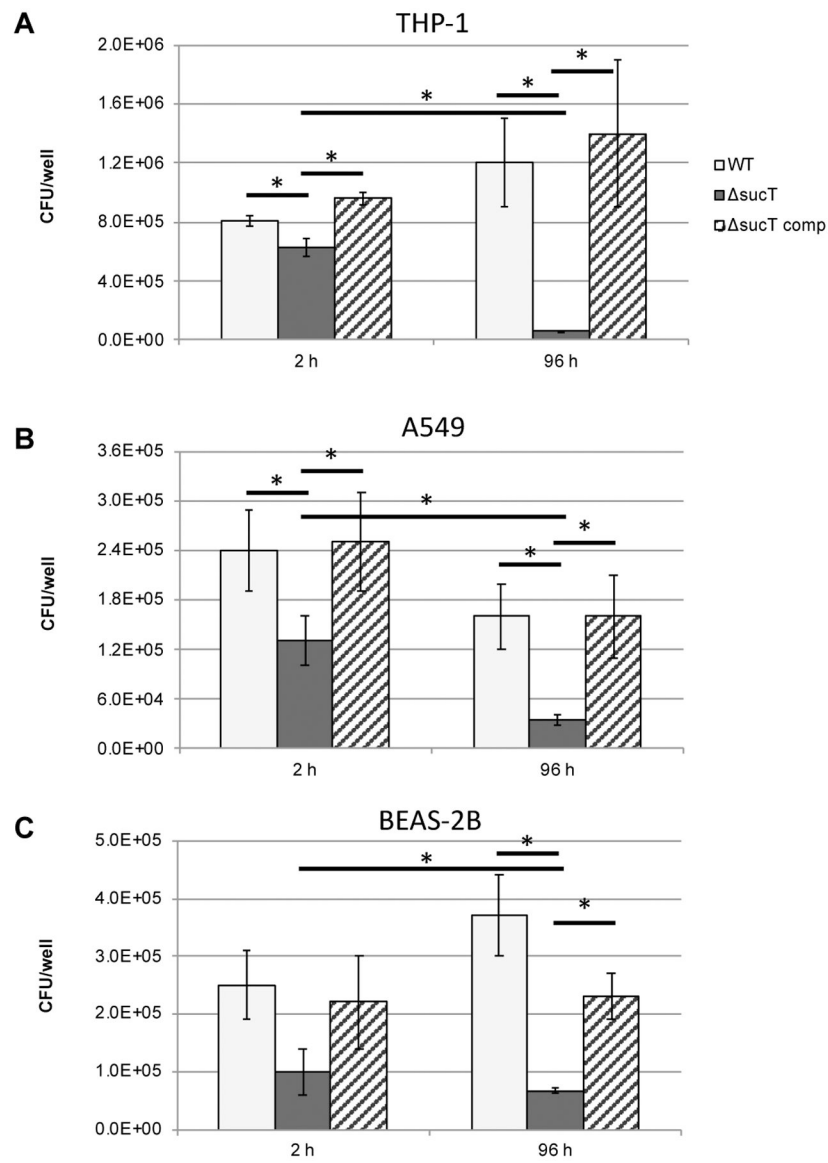 A
THP-1
2.0E+06
1.6E+06
1.2E+06
8.0E+05
4.0E+05
0.0E+00
CFU/well
* * * * *
2 h 96 h
WT
ΔsucT
ΔsucT comp
B
A549
3.6E+05
3.0E+05
2.4E+05
1.8E+05
1.2E+05
6.0E+04
0.0E+00
CFU/well
* * * * *
2 h 96 h
C
BEAS-2B
5.0E+05
4.0E+05
3.0E+05
2.0E+05
1.0E+05
0.0E+00
CFU/well
* * *
2 h 96 h